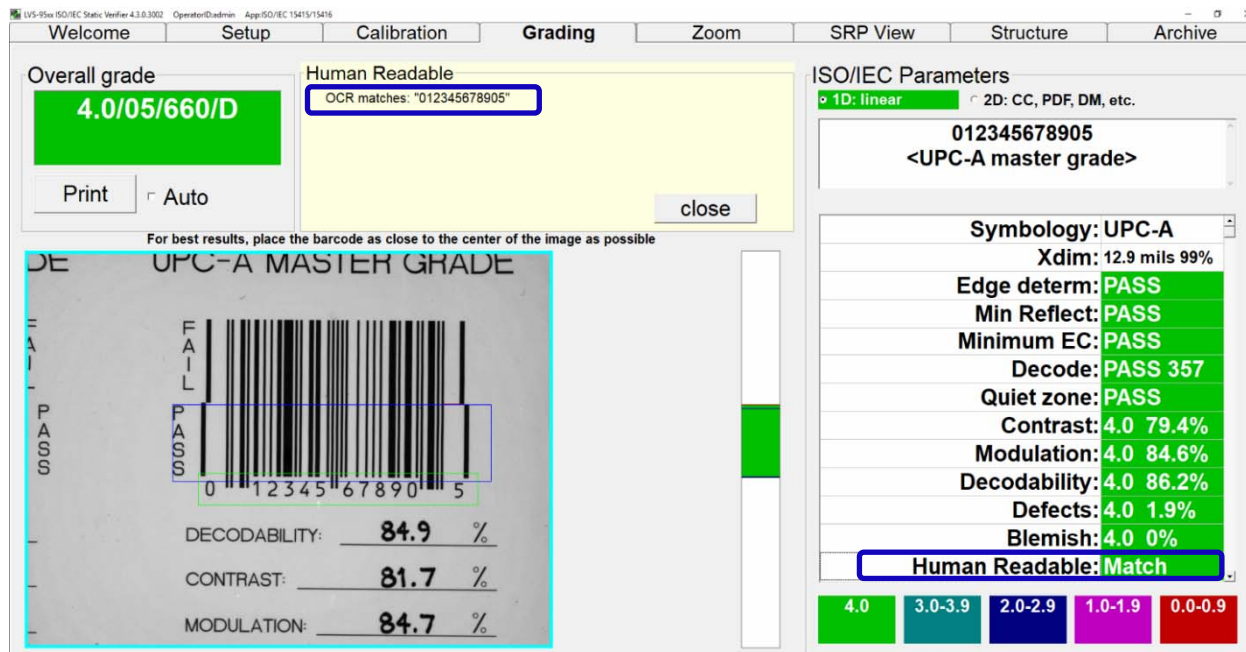 LVS-95xx ISO/IEC Static Verifier 4.3.0.3002 OperatorID:admin App:ISO/IEC 15415/15416
Welcome Setup Calibration Grading Zoom SRP View Structure Archive
Overall grade
4.0/05/660/D
Print Auto
Human Readable
OCR matches: "012345678905"
close
For best results, place the barcode as close to the center of the image as possible
DE UPC-A MASTER GRADE
FAIL
PASS
FAIL
PASS
0 12345 67890 5
DECODABILITY: 84.9 %
CONTRAST: 81.7 %
MODULATION: 84.7 %
ISO/IEC Parameters
1D: linear 2D: CC, PDF, DM, etc.
012345678905
<UPC-A master grade>
Symbology: UPC-A
Xdim: 12.9 mils 99%
Edge determ: PASS
Min Reflect: PASS
Minimum EC: PASS
Decode: PASS 357
Quiet zone: PASS
Contrast: 4.0 79.4%
Modulation: 4.0 84.6%
Decodability: 4.0 86.2%
Defects: 4.0 1.9%
Blemish: 4.0 0%
Human Readable: Match
4.0 3.0-3.9 2.0-2.9 1.0-1.9 0.0-0.9